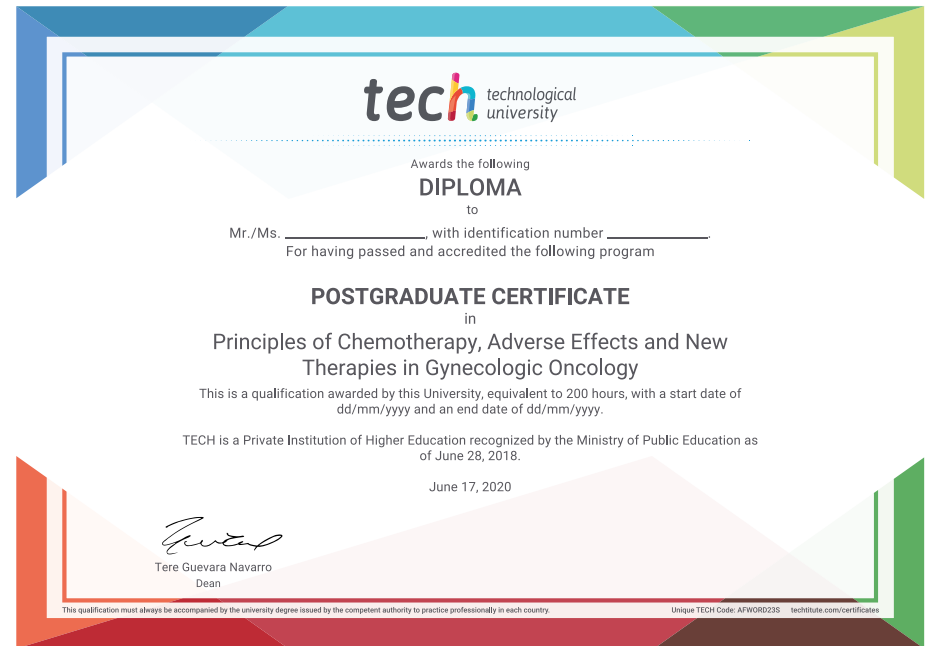 tech technological
university
Awards the following
DIPLOMA
to
Mr./Ms. ____________________, with identification number ______________.
For having passed and accredited the following program
POSTGRADUATE CERTIFICATE
in
Principles of Chemotherapy, Adverse Effects and New
Therapies in Gynecologic Oncology
This is a qualification awarded by this University, equivalent to 200 hours, with a start date of
dd/mm/yyyy and an end date of dd/mm/yyyy.
TECH is a Private Institution of Higher Education recognized by the Ministry of Public Education as
of June 28, 2018.
June 17, 2020
Tere Guevara Navarro
Dean
This qualification must always be accompanied by the university degree issued by the competent authority to practice professionally in each country. Unique TECH Code: AFWORD23S techtitute.com/certificates